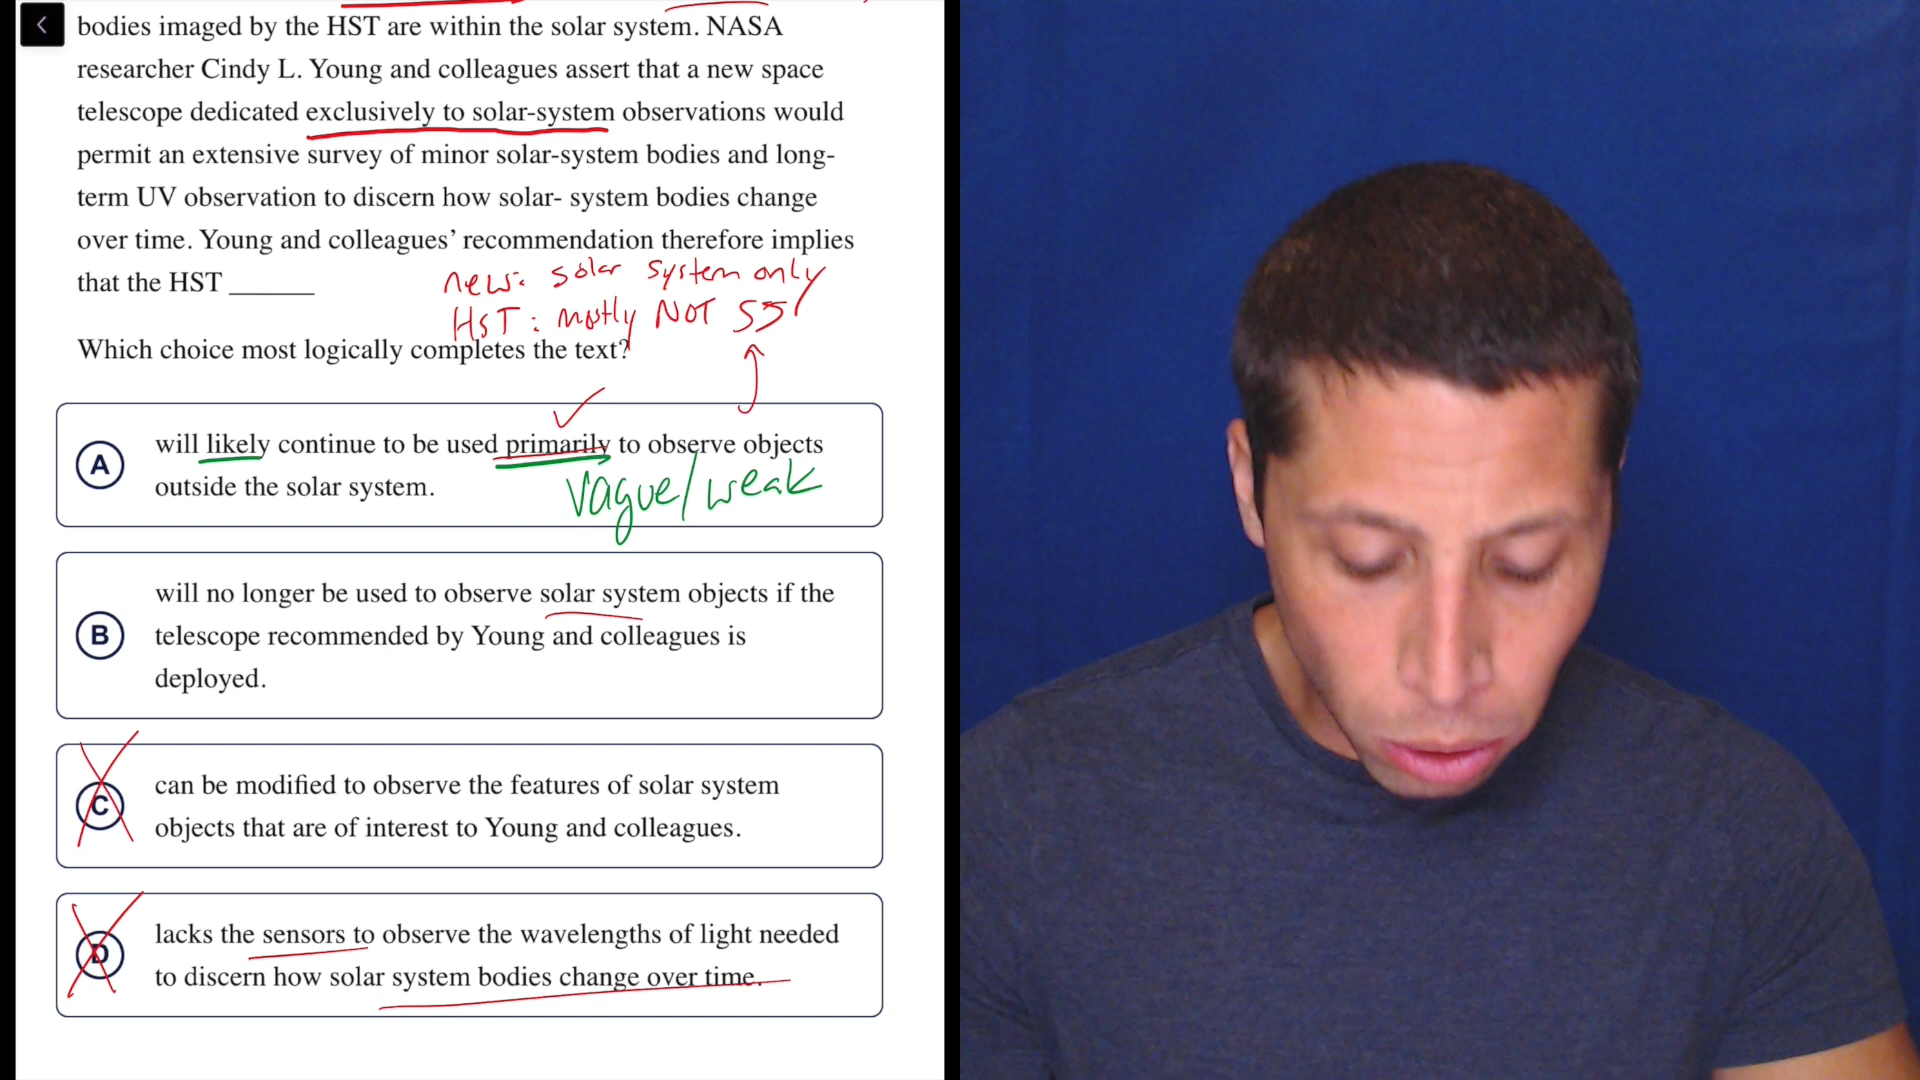 bodies imaged by the HST are within the solar system. NASA
researcher Cindy L. Young and colleagues assert that a new space
telescope dedicated exclusively to solar-system observations would
permit an extensive survey of minor solar-system bodies and long-
term UV observation to discern how solar- system bodies change
over time. Young and colleagues’ recommendation therefore implies
that the HST ______
new: solar system only
HST: mostly NOT SS
Which choice most logically completes the text?
A
will likely continue to be used primarily to observe objects
outside the solar system.
vague/weak
B
will no longer be used to observe solar system objects if the
telescope recommended by Young and colleagues is
deployed.
C
can be modified to observe the features of solar system
objects that are of interest to Young and colleagues.
D
lacks the sensors to observe the wavelengths of light needed
to discern how solar system bodies change over time.